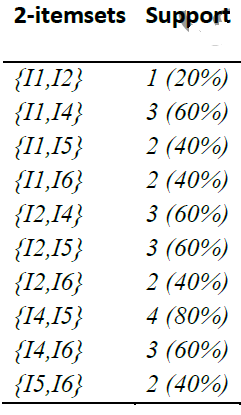 2-itemsets Support
{I1,I2} 1 (20%)
{I1,I4} 3 (60%)
{I1,I5} 2 (40%)
{I1,I6} 2 (40%)
{I2,I4} 3 (60%)
{I2,I5} 3 (60%)
{I2,I6} 2 (40%)
{I4,I5} 4 (80%)
{I4,I6} 3 (60%)
{I5,I6} 2 (40%)